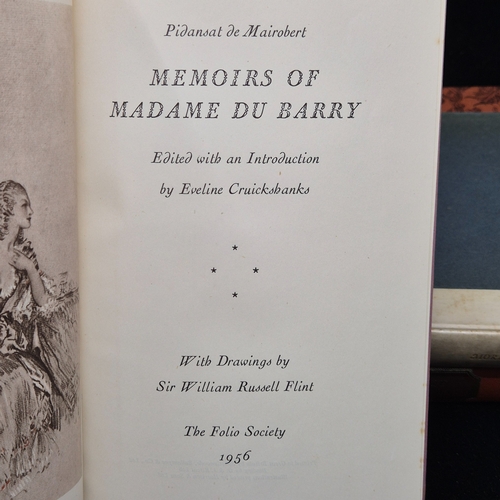 Pidansat de Mairobert
MEMOIRS OF
MADAME DU BARRY
Edited with an Introduction
by Eveline Cruickshanks
With Drawings by
Sir William Russell Flint
The Folio Society
1956